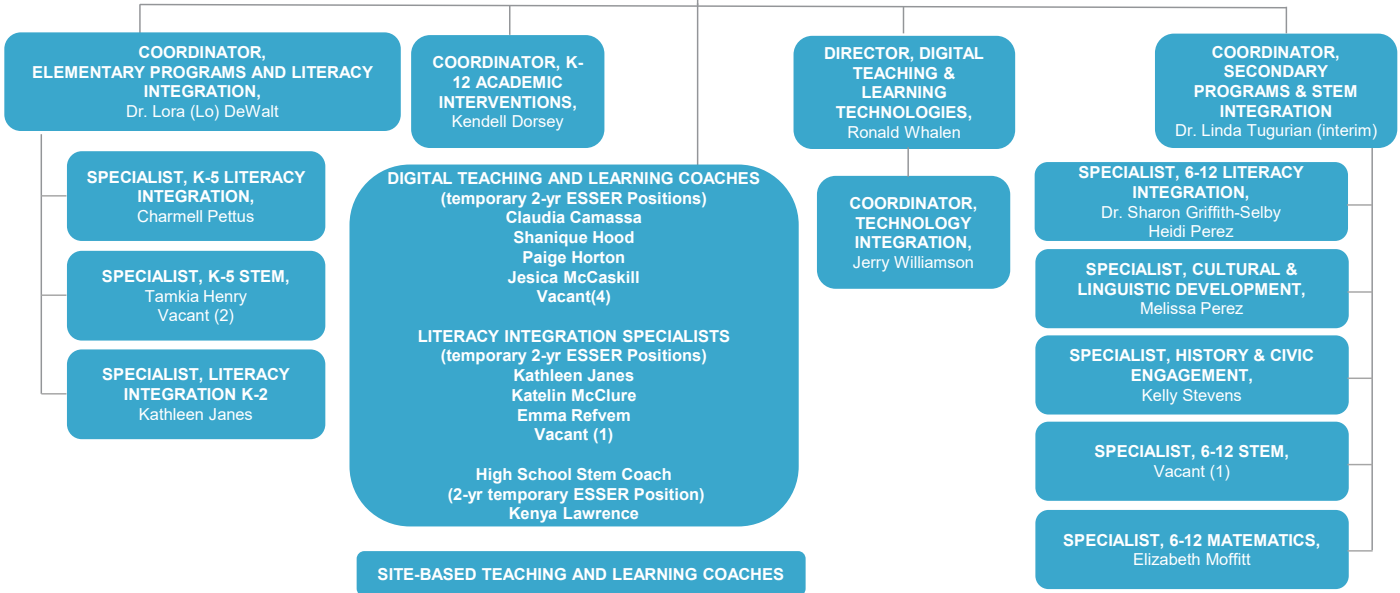 COORDINATOR,
ELEMENTARY PROGRAMS AND LITERACY
INTEGRATION,
Dr. Lora (Lo) DeWalt
SPECIALIST, K-5 LITERACY
INTEGRATION,
Charmell Pettus
SPECIALIST, K-5 STEM,
Tamkia Henry
Vacant (2)
SPECIALIST, LITERACY
INTEGRATION K-2
Kathleen Janes
COORDINATOR, K-
12 ACADEMIC
INTERVENTIONS,
Kendell Dorsey
DIGITAL TEACHING AND LEARNING COACHES
(temporary 2-yr ESSER Positions)
Claudia Camassa
Shanique Hood
Paige Horton
Jesica McCaskill
Vacant(4)
LITERACY INTEGRATION SPECIALISTS
(temporary 2-yr ESSER Positions)
Kathleen Janes
Katelin McClure
Emma Refvem
Vacant (1)
High School Stem Coach
(2-yr temporary ESSER Position)
Kenya Lawrence
SITE-BASED TEACHING AND LEARNING COACHES
DIRECTOR, DIGITAL
TEACHING &
LEARNING
TECHNOLOGIES,
Ronald Whalen
COORDINATOR,
TECHNOLOGY
INTEGRATION,
Jerry Williamson
COORDINATOR,
SECONDARY
PROGRAMS & STEM
INTEGRATION
Dr. Linda Tugurian (interim)
SPECIALIST, 6-12 LITERACY
INTEGRATION,
Dr. Sharon Griffith-Selby
Heidi Perez
SPECIALIST, CULTURAL &
LINGUISTIC DEVELOPMENT,
Melissa Perez
SPECIALIST, HISTORY & CIVIC
ENGAGEMENT,
Kelly Stevens
SPECIALIST, 6-12 STEM,
Vacant (1)
SPECIALIST, 6-12 MATEMATICS,
Elizabeth Moffitt